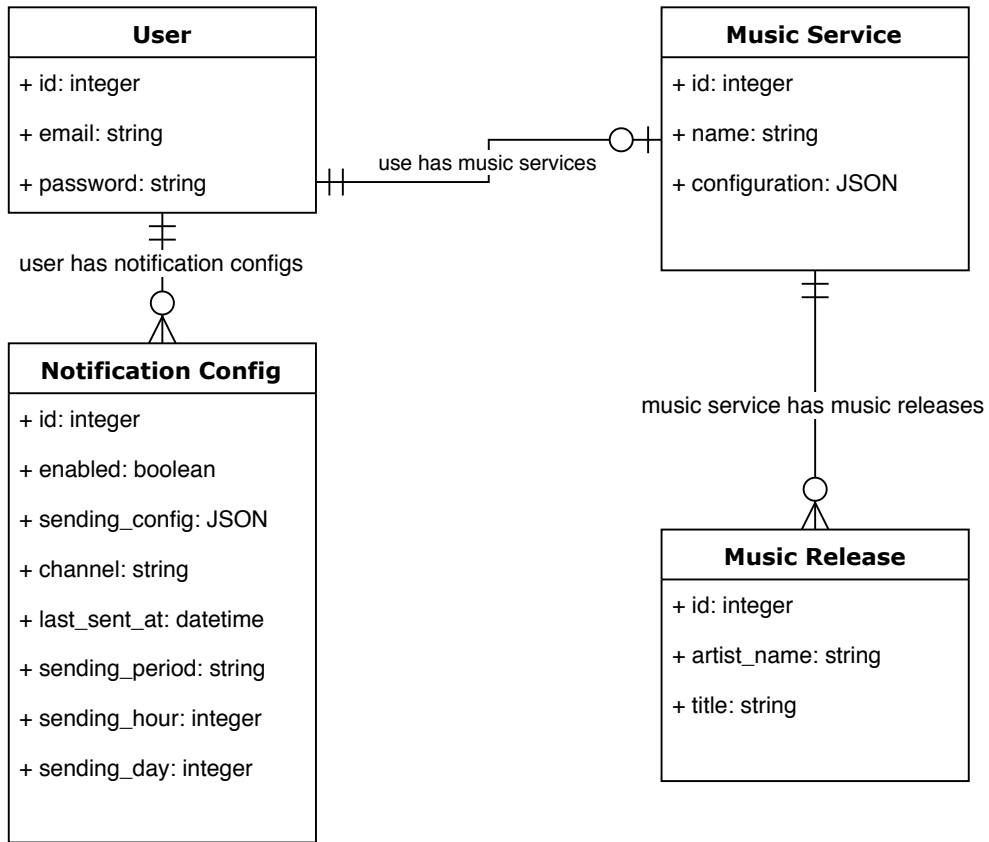 User
+ id: integer
+ email: string
+ password: string
use has music services
Music Service
+ id: integer
+ name: string
+ configuration: JSON
user has notification configs
Notification Config
+ id: integer
+ enabled: boolean
+ sending_config: JSON
+ channel: string
+ last_sent_at: datetime
+ sending_period: string
+ sending_hour: integer
+ sending_day: integer
music service has music releases
Music Release
+ id: integer
+ artist_name: string
+ title: string